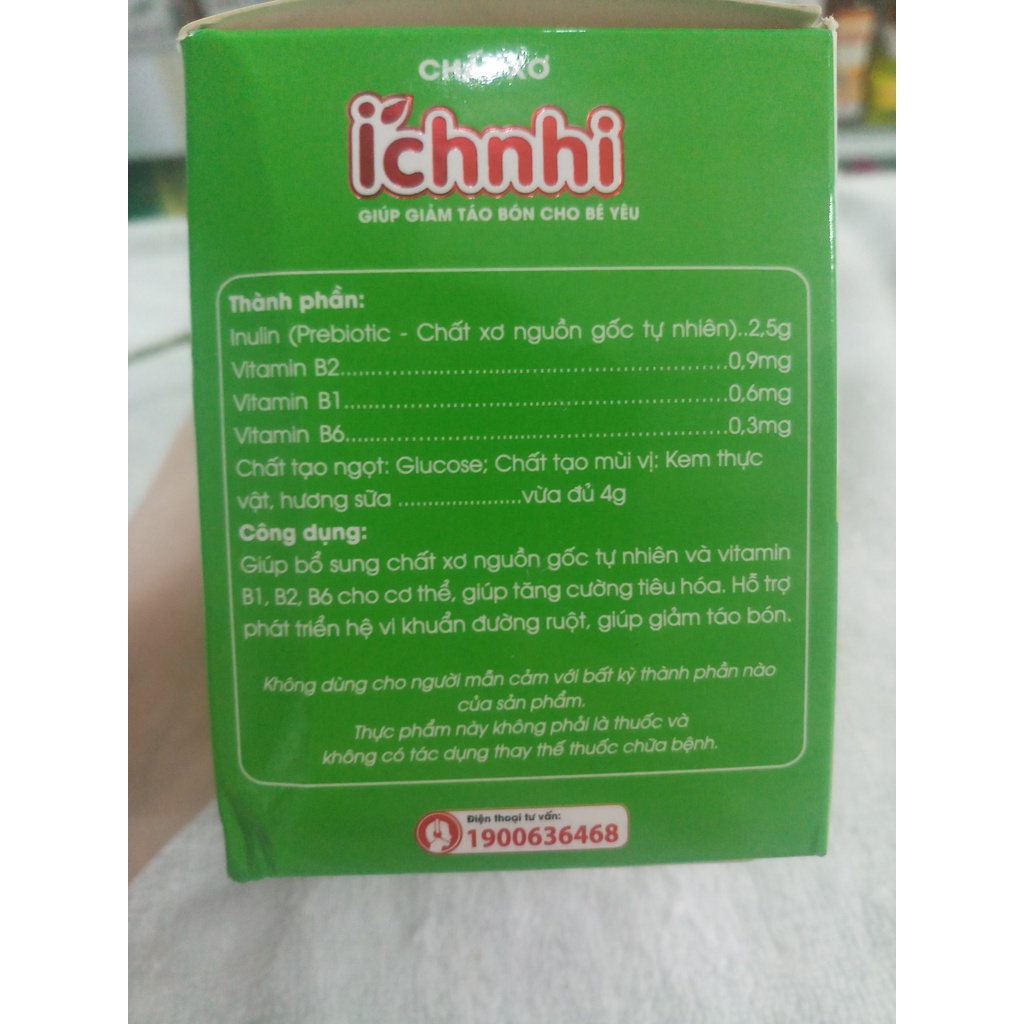 CHẤT XƠ
ichnhi
GIÚP GIẢM TÁO BÓN CHO BÉ YÊU
Thành phần:
Inulin (Prebiotic - Chất xơ nguồn gốc tự nhiên)..2,5g
Vitamin B2............................................................0,9mg
Vitamin B1............................................................0,6mg
Vitamin B6............................................................0,3mg
Chất tạo ngọt: Glucose; Chất tạo mùi vị: Kem thực
vật, hương sữa ......................vừa đủ 4g
Công dụng:
Giúp bổ sung chất xơ nguồn gốc tự nhiên và vitamin
B1, B2, B6 cho cơ thể, giúp tăng cường tiêu hóa. Hỗ trợ
phát triển hệ vi khuẩn đường ruột, giúp giảm táo bón.
Không dùng cho người mẫn cảm với bất kỳ thành phần nào
của sản phẩm.
Thực phẩm này không phải là thuốc và
không có tác dụng thay thế thuốc chữa bệnh.
Điện thoại tư vấn:
1900636468